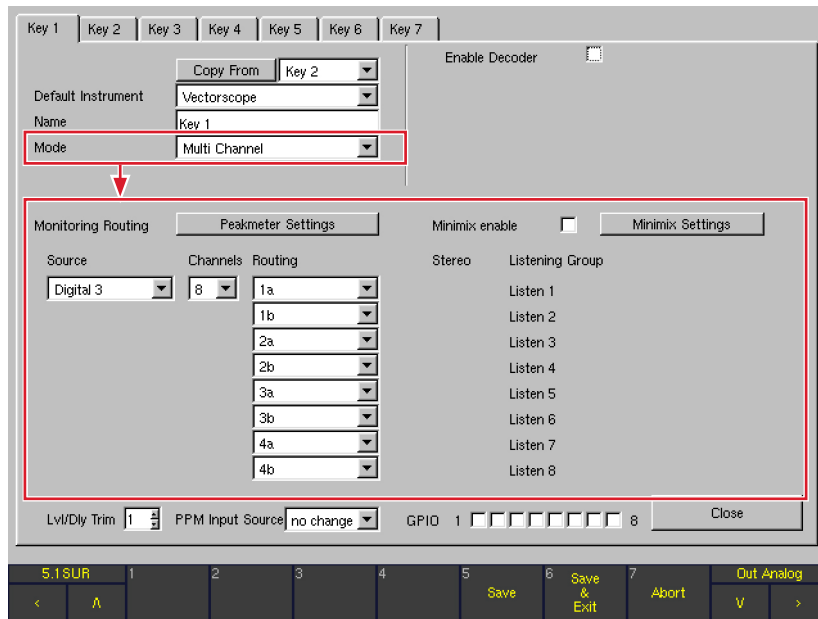 Key 1 Key 2 Key 3 Key 4 Key 5 Key 6 Key 7
Enable Decoder
Copy From Key 2
Default Instrument Vectorscope
Name Key 1
Mode Multi Channel
Monitoring Routing Peakmeter Settings Minimix enable Minimix Settings
Source Channels Routing Stereo Listening Group
Digital 3 8 1a Listen 1
1b Listen 2
2a Listen 3
2b Listen 4
3a Listen 5
3b Listen 6
4a Listen 7
4b Listen 8
Lvl/Dly Trim 1 PPM Input Source no change GPIO 1 8 Close
5.1SUR 1 2 3 4 5 6 7 Out Analog
< Λ Save Save & Exit Abort V >